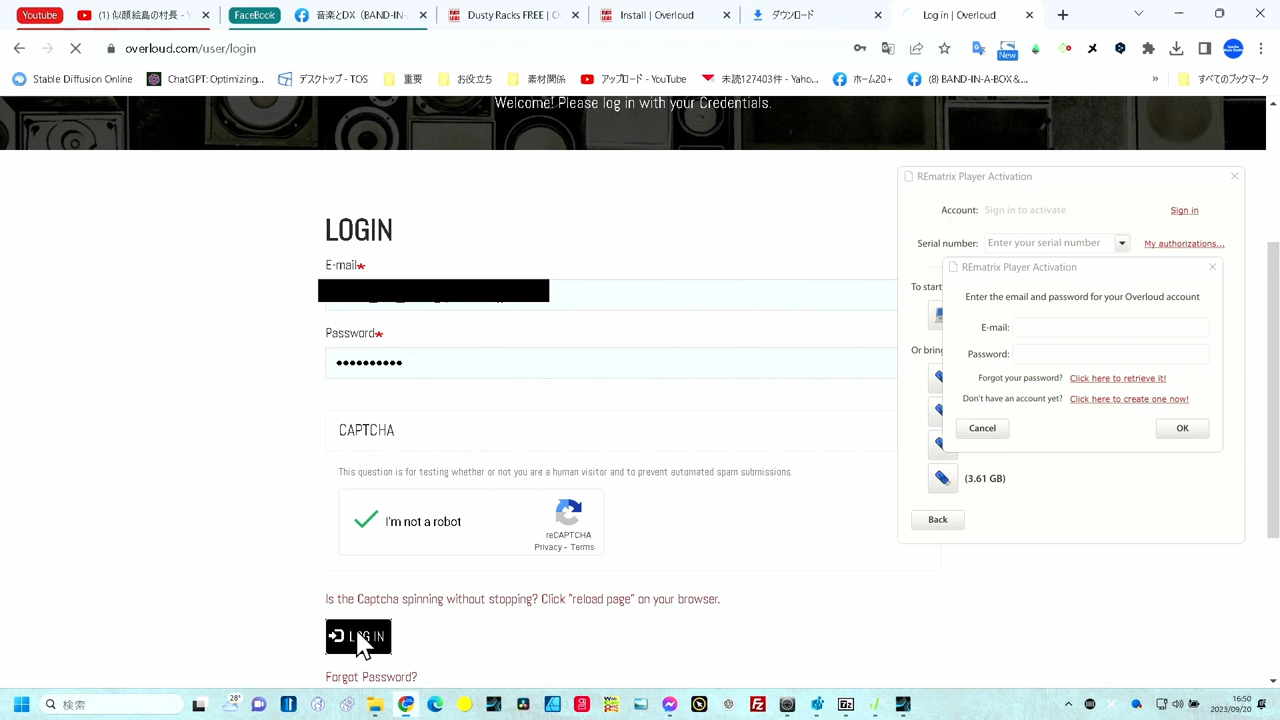 Youtube
(1) 似顔絵島の村長 -
FaceBook
音楽とDX（BAND-IN-
Dusty Racks FREE |
Install | Overloud
ダウンロード
Log in | Overloud
overloud.com/user/login
New
Stable Diffusion Online
ChatGPT: Optimizing...
デスクトップ - TOS
重要
お役立ち
素材関係
アップロード - YouTube
未読127403件 - Yaho...
ホーム20+
(8) BAND-IN-A-BOX &...
»
すべてのブックマーク
Welcome! Please log in with your Credentials.
LOGIN
E-mail*
Password*
CAPTCHA
This question is for testing whether or not you are a human visitor and to prevent automated spam submissions.
I'm not a robot
reCAPTCHA
Privacy - Terms
Is the Captcha spinning without stopping? Click "reload page" on your browser.
LOG IN
Forgot Password?
REmatrix Player Activation
Account: Sign in to activate Sign in
Serial number: Enter your serial number My authorizations...
To start
Or bring
(3.61 GB)
Back
REmatrix Player Activation
Enter the email and password for your Overloud account
E-mail:
Password:
Forgot your password? Click here to retrieve it!
Don't have an account yet? Click here to create one now!
Cancel
OK
検索
28°
16:50
2023/09/20